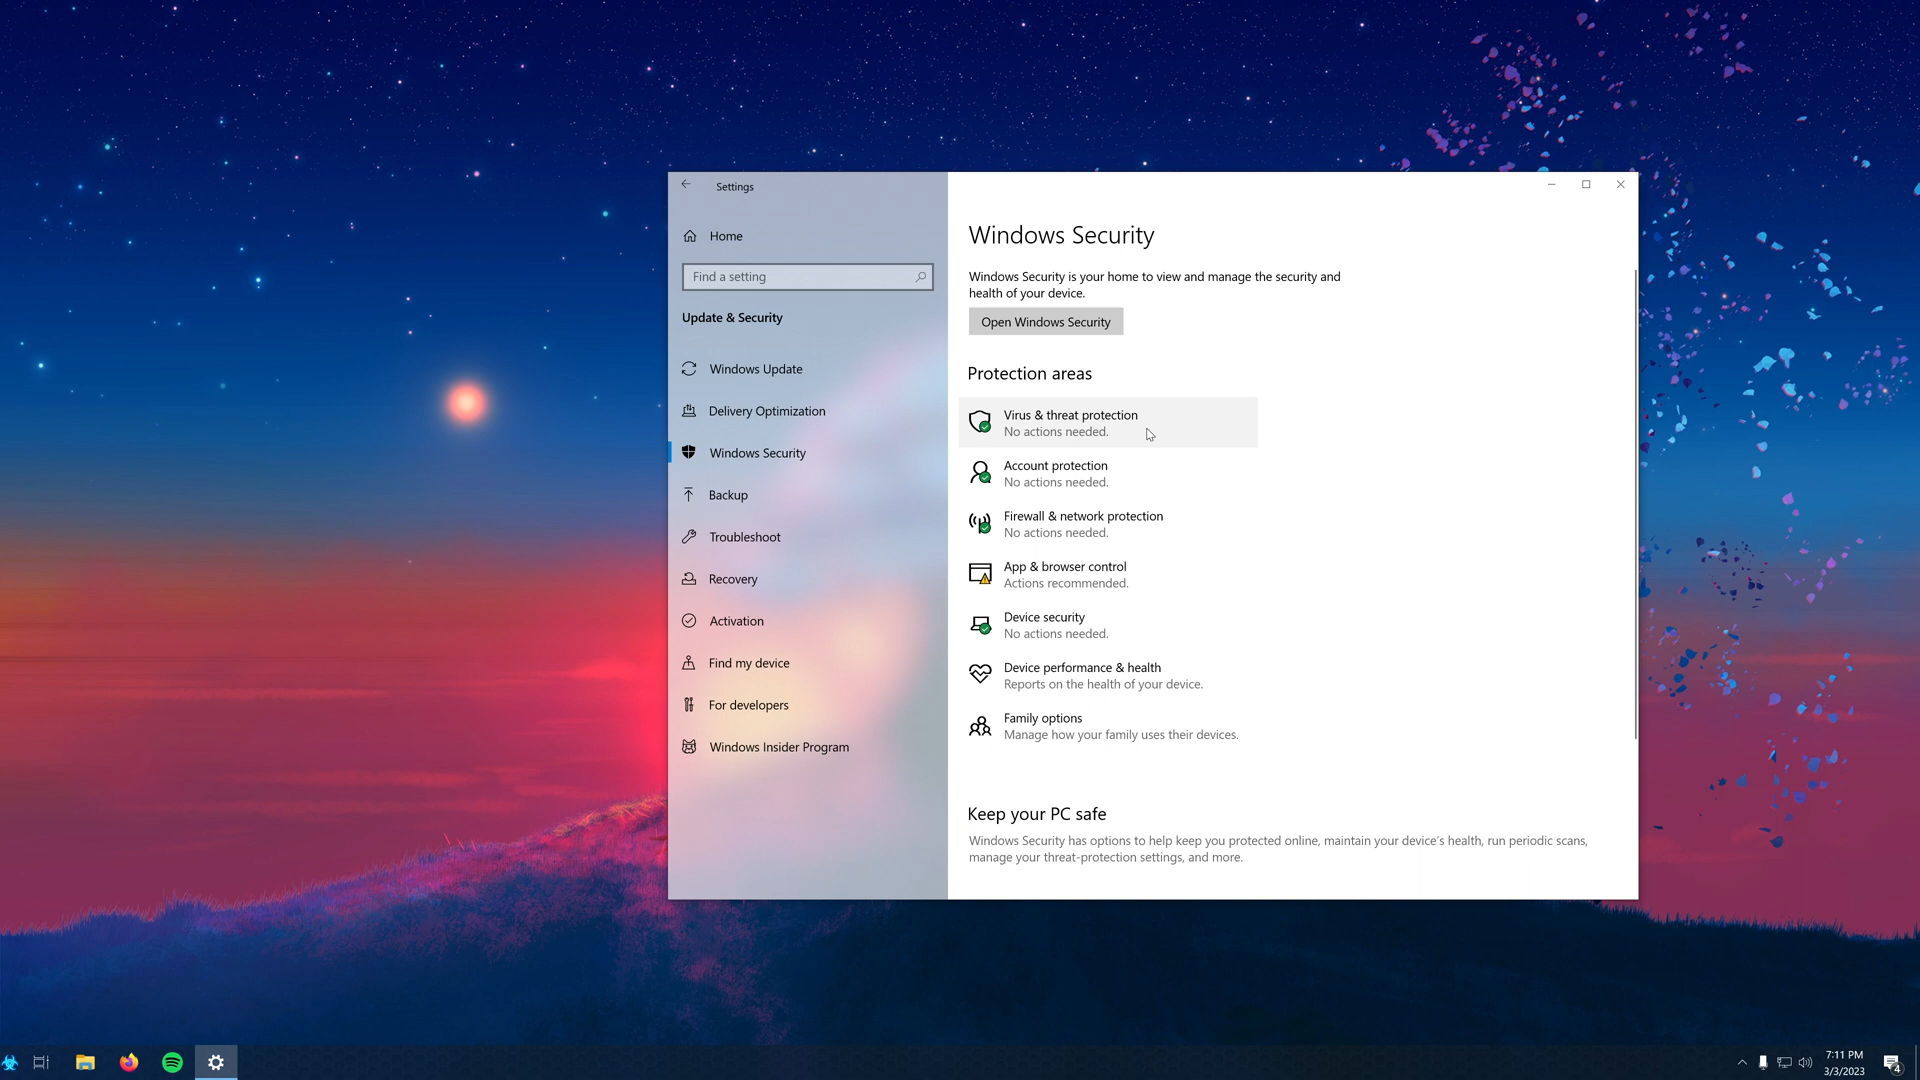 Settings
Home
Find a setting
Update & Security
Windows Update
Delivery Optimization
Windows Security
Backup
Troubleshoot
Recovery
Activation
Find my device
For developers
Windows Insider Program
Windows Security
Windows Security is your home to view and manage the security and
health of your device.
Open Windows Security
Protection areas
Virus & threat protection
No actions needed.
Account protection
No actions needed.
Firewall & network protection
No actions needed.
App & browser control
Actions recommended.
Device security
No actions needed.
Device performance & health
Reports on the health of your device.
Family options
Manage how your family uses their devices.
Keep your PC safe
Windows Security has options to help keep you protected online, maintain your device's health, run periodic scans,
manage your threat-protection settings, and more.
7:11 PM
3/3/2023
4